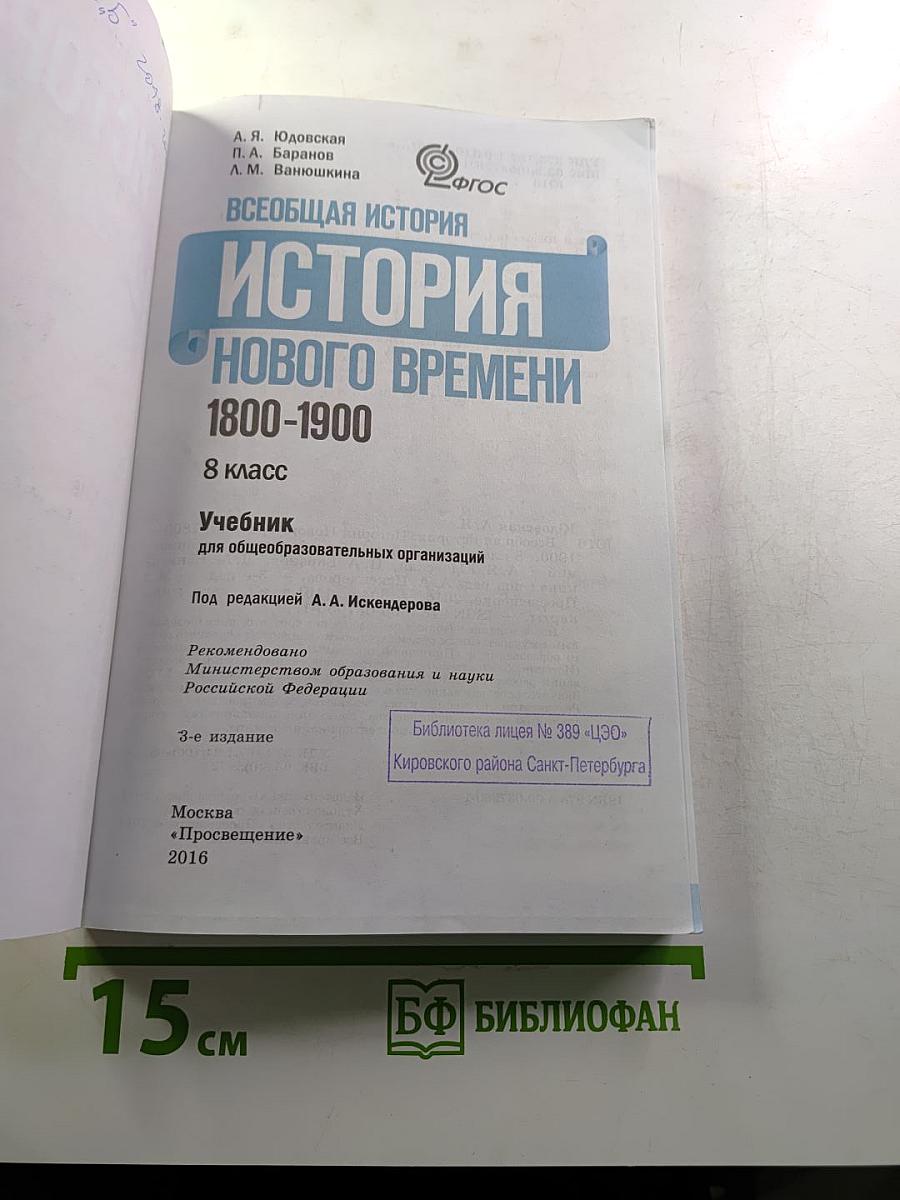 А. Я. Юдовская
П. А. Баранов
Л. М. Ванюшкина
ФГОС
ВСЕОБЩАЯ ИСТОРИЯ
ИСТОРИЯ
НОВОГО ВРЕМЕНИ
1800–1900
8 класс
Учебник
для общеобразовательных организаций
Под редакцией А. А. Искендерова
Рекомендовано
Министерством образования и науки
Российской Федерации
3-е издание
Библиотека лицея № 389 «ЦЭО»
Кировского района Санкт-Петербурга
Москва
«Просвещение»
2016
15 см
БФ БИБЛИОФАН